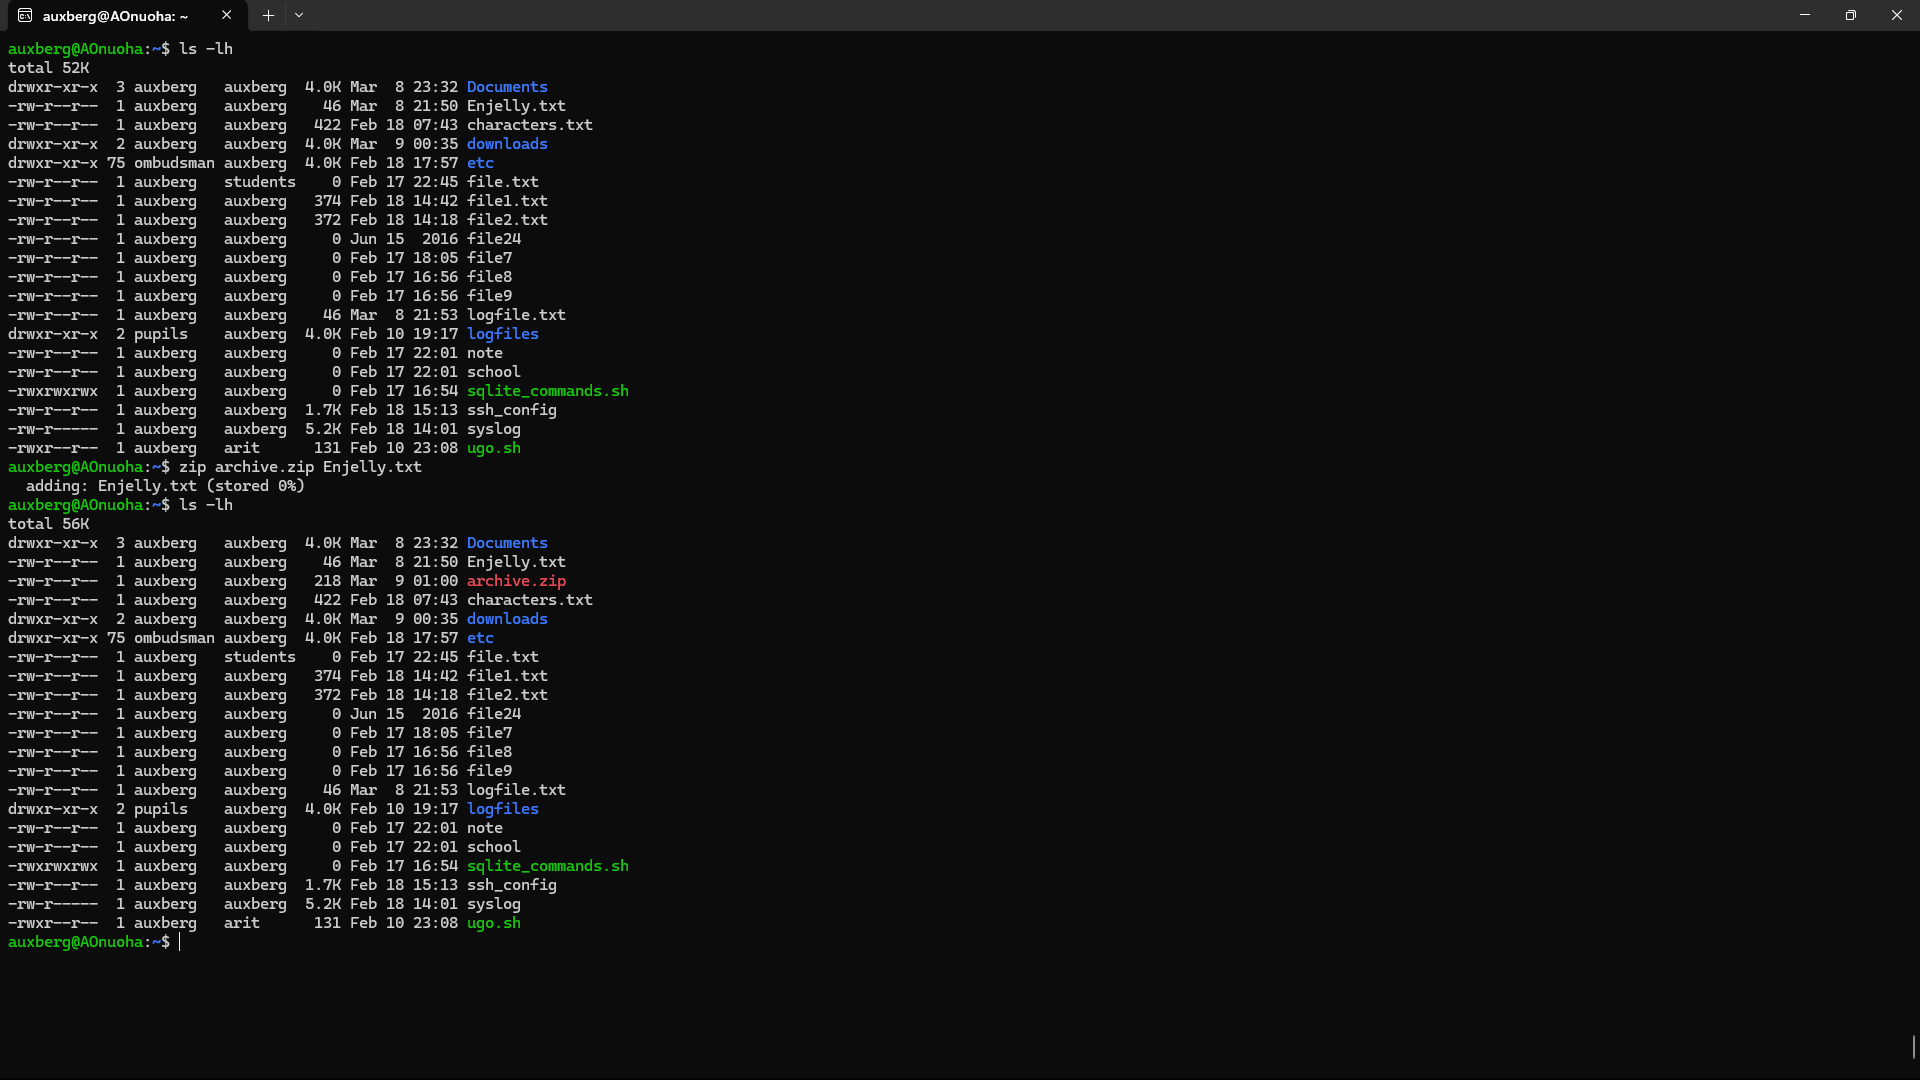 auxberg@AOnuoha: ~
auxberg@AOnuoha:~$ ls -lh
total 52K
drwxr-xr-x  3 auxberg   auxberg  4.0K Mar  8 23:32 Documents
-rw-r--r--  1 auxberg   auxberg    46 Mar  8 21:50 Enjelly.txt
-rw-r--r--  1 auxberg   auxberg   422 Feb 18 07:43 characters.txt
drwxr-xr-x  2 auxberg   auxberg  4.0K Mar  9 00:35 downloads
drwxr-xr-x 75 ombudsman auxberg  4.0K Feb 18 17:57 etc
-rw-r--r--  1 auxberg   students    0 Feb 17 22:45 file.txt
-rw-r--r--  1 auxberg   auxberg   374 Feb 18 14:42 file1.txt
-rw-r--r--  1 auxberg   auxberg   372 Feb 18 14:18 file2.txt
-rw-r--r--  1 auxberg   auxberg     0 Jun 15  2016 file24
-rw-r--r--  1 auxberg   auxberg     0 Feb 17 18:05 file7
-rw-r--r--  1 auxberg   auxberg     0 Feb 17 16:56 file8
-rw-r--r--  1 auxberg   auxberg     0 Feb 17 16:56 file9
-rw-r--r--  1 auxberg   auxberg    46 Mar  8 21:53 logfile.txt
drwxr-xr-x  2 pupils    auxberg  4.0K Feb 10 19:17 logfiles
-rw-r--r--  1 auxberg   auxberg     0 Feb 17 22:01 note
-rw-r--r--  1 auxberg   auxberg     0 Feb 17 22:01 school
-rwxrwxrwx  1 auxberg   auxberg     0 Feb 17 16:54 sqlite_commands.sh
-rw-r--r--  1 auxberg   auxberg  1.7K Feb 18 15:13 ssh_config
-rw-r-----  1 auxberg   auxberg  5.2K Feb 18 14:01 syslog
-rwxr--r--  1 auxberg   arit      131 Feb 10 23:08 ugo.sh
auxberg@AOnuoha:~$ zip archive.zip Enjelly.txt
  adding: Enjelly.txt (stored 0%)
auxberg@AOnuoha:~$ ls -lh
total 56K
drwxr-xr-x  3 auxberg   auxberg  4.0K Mar  8 23:32 Documents
-rw-r--r--  1 auxberg   auxberg    46 Mar  8 21:50 Enjelly.txt
-rw-r--r--  1 auxberg   auxberg   218 Mar  9 01:00 archive.zip
-rw-r--r--  1 auxberg   auxberg   422 Feb 18 07:43 characters.txt
drwxr-xr-x  2 auxberg   auxberg  4.0K Mar  9 00:35 downloads
drwxr-xr-x 75 ombudsman auxberg  4.0K Feb 18 17:57 etc
-rw-r--r--  1 auxberg   students    0 Feb 17 22:45 file.txt
-rw-r--r--  1 auxberg   auxberg   374 Feb 18 14:42 file1.txt
-rw-r--r--  1 auxberg   auxberg   372 Feb 18 14:18 file2.txt
-rw-r--r--  1 auxberg   auxberg     0 Jun 15  2016 file24
-rw-r--r--  1 auxberg   auxberg     0 Feb 17 18:05 file7
-rw-r--r--  1 auxberg   auxberg     0 Feb 17 16:56 file8
-rw-r--r--  1 auxberg   auxberg     0 Feb 17 16:56 file9
-rw-r--r--  1 auxberg   auxberg    46 Mar  8 21:53 logfile.txt
drwxr-xr-x  2 pupils    auxberg  4.0K Feb 10 19:17 logfiles
-rw-r--r--  1 auxberg   auxberg     0 Feb 17 22:01 note
-rw-r--r--  1 auxberg   auxberg     0 Feb 17 22:01 school
-rwxrwxrwx  1 auxberg   auxberg     0 Feb 17 16:54 sqlite_commands.sh
-rw-r--r--  1 auxberg   auxberg  1.7K Feb 18 15:13 ssh_config
-rw-r-----  1 auxberg   auxberg  5.2K Feb 18 14:01 syslog
-rwxr--r--  1 auxberg   arit      131 Feb 10 23:08 ugo.sh
auxberg@AOnuoha:~$